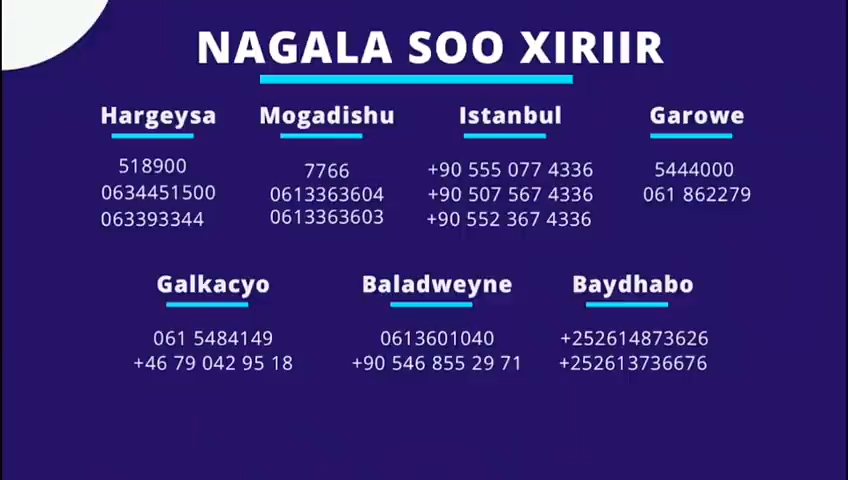 NAGALA SOO XIRIIR
Hargeysa
518900
0634451500
063393344
Mogadishu
7766
0613363604
0613363603
Istanbul
+90 555 077 4336
+90 507 567 4336
+90 552 367 4336
Garowe
5444000
061 862279
Galkacyo
061 5484149
+46 79 042 95 18
Baladweyne
0613601040
+90 546 855 29 71
Baydhabo
+252614873626
+252613736676